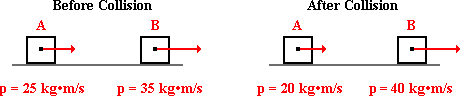 Before Collision
After Collision
A
B
A
B
p = 25 kg•m/s
p = 35 kg•m/s
p = 20 kg•m/s
p = 40 kg•m/s